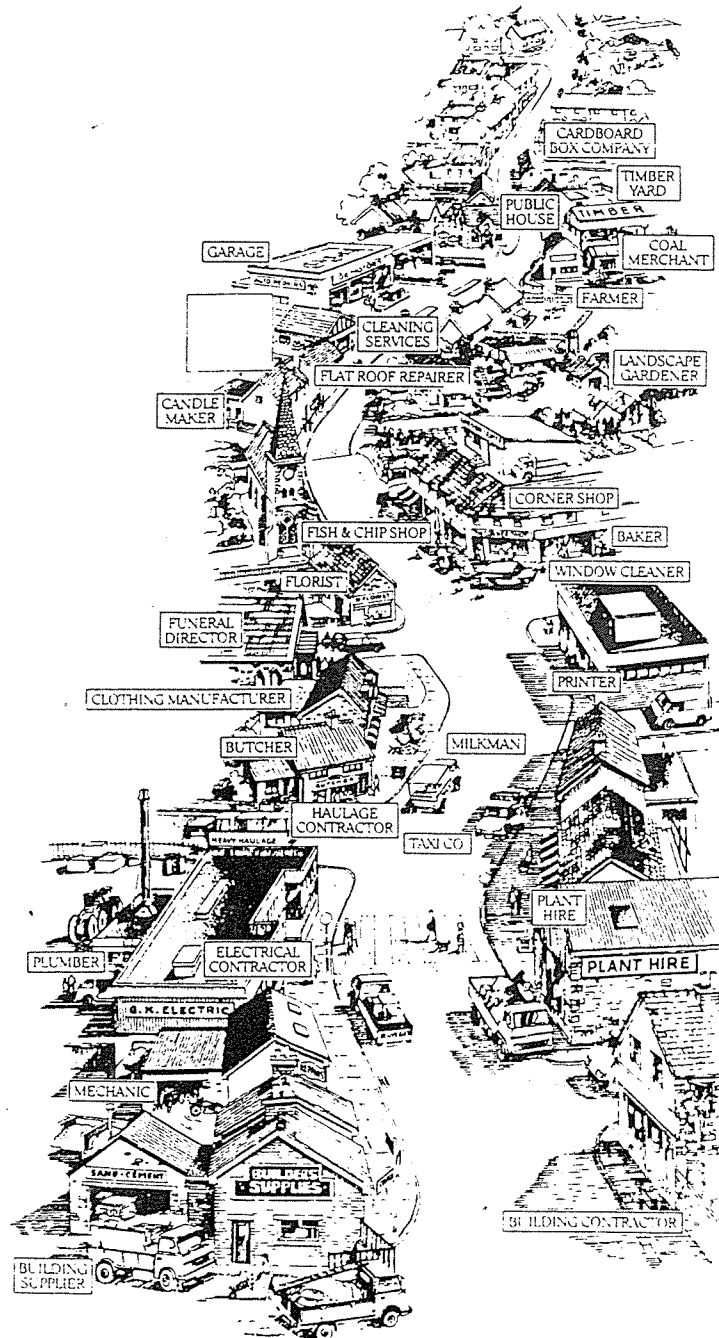 CARDBOARD
BOX COMPANY
TIMBER
YARD
PUBLIC
HOUSE
TIMBER
GARAGE
COAL
MERCHANT
FARMER
CLEANING
SERVICES
FLAT ROOF REPAIRER
LANDSCAPE
GARDENER
CANDLE
MAKER
CORNER SHOP
FISH & CHIP SHOP
BAKER
FLORIST
WINDOW CLEANER
FUNERAL
DIRECTOR
PRINTER
CLOTHING MANUFACTURER
BUTCHER
MILKMAN
HAULAGE
CONTRACTOR
HEAVY HAULAGE
TAXI CO
PLANT
HIRE
PLUMBER
ELECTRICAL
CONTRACTOR
PLANT HIRE
G.H. ELECTRIC
MECHANIC
SAND & CEMENT
BUILDERS
SUPPLIES
BUILDING CONTRACTOR
BUILDING
SUPPLIER